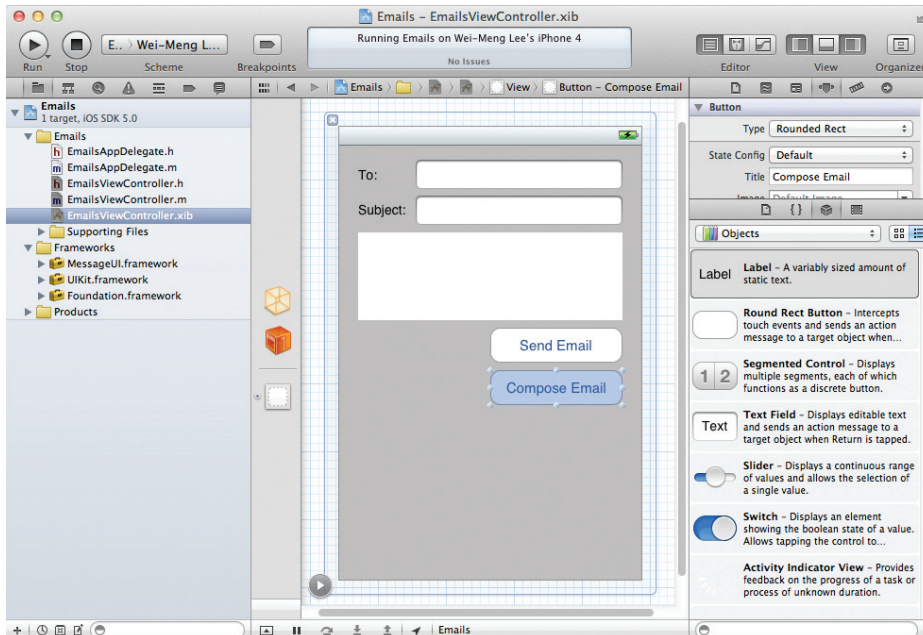 Emails – EmailsViewController.xib
E.. Wei-Meng L...
Running Emails on Wei-Meng Lee's iPhone 4
No Issues
Run Stop Scheme Breakpoints Editor View Organizer
Emails View Button – Compose Email
Emails
1 target, iOS SDK 5.0
Emails
h EmailsAppDelegate.h
m EmailsAppDelegate.m
h EmailsViewController.h
m EmailsViewController.m
EmailsViewController.xib
Supporting Files
Frameworks
MessageUI.framework
UIKit.framework
Foundation.framework
Products
To:
Subject:
Send Email
Compose Email
Button
Type Rounded Rect
State Config Default
Title Compose Email
Image Default Image
{}
Objects
Label
Label – A variably sized amount of
static text.
Round Rect Button – Intercepts
touch events and sends an action
message to a target object when...
1 2
Segmented Control – Displays
multiple segments, each of which
functions as a discrete button.
Text
Text Field – Displays editable text
and sends an action message to a
target object when Return is tapped.
Slider – Displays a continuous range
of values and allows the selection of
a single value.
Switch – Displays an element
showing the boolean state of a value.
Allows tapping the control to...
Activity Indicator View – Provides
feedback on the progress of a task or
process of unknown duration.
Emails